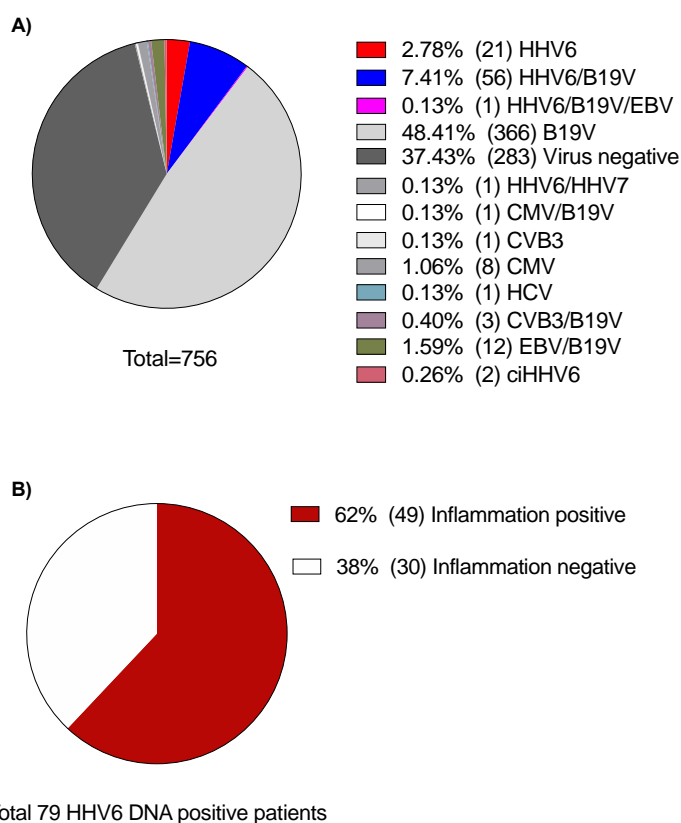 A)
2.78% (21) HHV6
7.41% (56) HHV6/B19V
0.13% (1) HHV6/B19V/EBV
48.41% (366) B19V
37.43% (283) Virus negative
0.13% (1) HHV6/HHV7
0.13% (1) CMV/B19V
0.13% (1) CVB3
1.06% (8) CMV
0.13% (1) HCV
0.40% (3) CVB3/B19V
1.59% (12) EBV/B19V
0.26% (2) ciHHV6
Total=756
B)
62% (49) Inflammation positive
38% (30) Inflammation negative
otal 79 HHV6 DNA positive patients